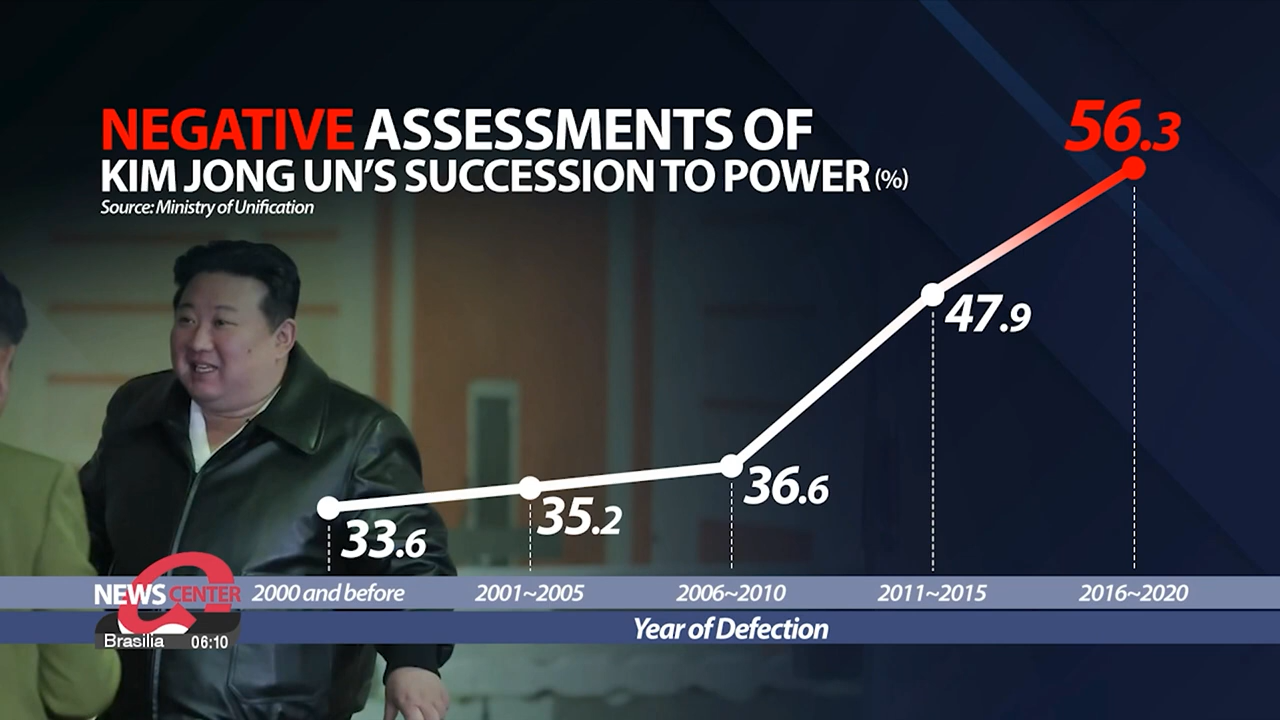 NEGATIVE ASSESSMENTS OF
KIM JONG UN'S SUCCESSION TO POWER (%)
Source: Ministry of Unification
56.3
47.9
36.6
35.2
33.6
2000 and before 2001~2005 2006~2010 2011~2015 2016~2020
Year of Defection
NEWS CENTER
Brasilia 06:10